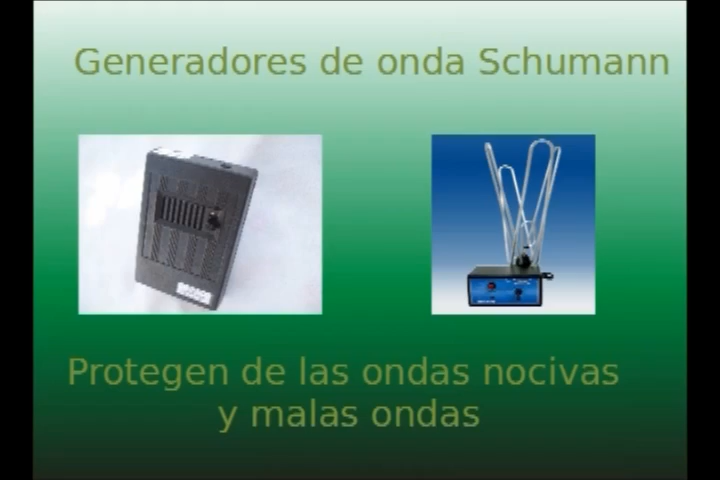 Generadores de onda Schumann
Protegen de las ondas nocivas
y malas ondas